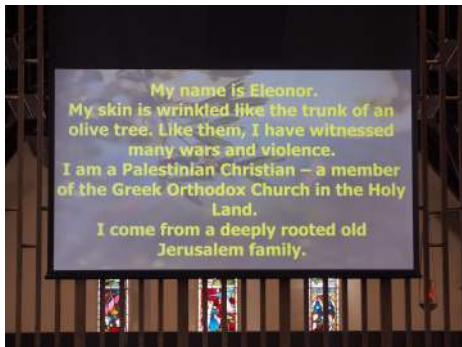 My name is Eleonor.
My skin is wrinkled like the trunk of an
olive tree. Like them, I have witnessed
many wars and violence.
I am a Palestinian Christian – a member
of the Greek Orthodox Church in the Holy
Land.
I come from a deeply rooted old
Jerusalem family.